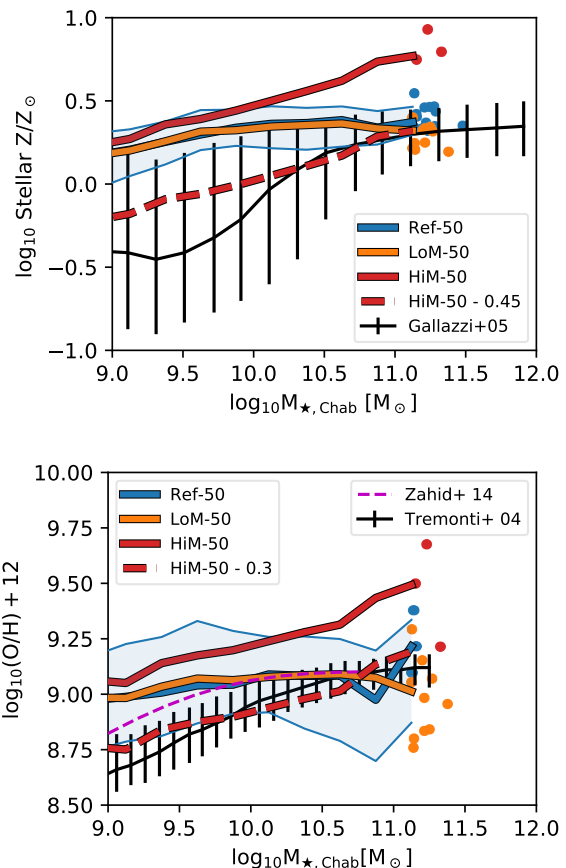 1.0
0.5
0.0
−0.5
−1.0
log₁₀ Stellar Z/Z⊙
Ref-50
LoM-50
HiM-50
HiM-50 - 0.45
Gallazzi+05
9.0 9.5 10.0 10.5 11.0 11.5 12.0
log₁₀M★, Chab [M⊙]
10.00
9.75
9.50
9.25
9.00
8.75
8.50
log₁₀(O/H) + 12
Ref-50
LoM-50
HiM-50
HiM-50 - 0.3
Zahid+ 14
Tremonti+ 04
9.0 9.5 10.0 10.5 11.0 11.5 12.0
log₁₀M★, Chab[M⊙]